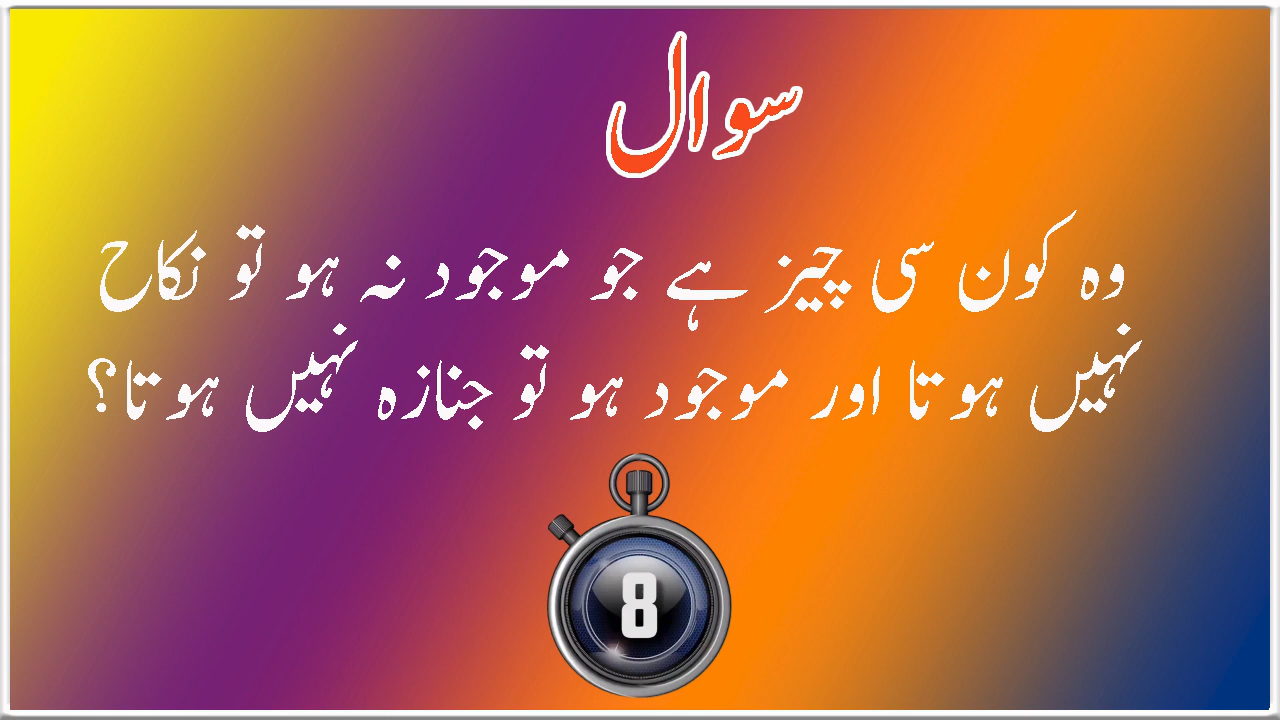 سوال
وہ کون سی چیز ہے جو موجود نہ ہو تو نکاح
نہیں ہوتا اور موجود ہو تو جنازہ نہیں ہوتا؟
8